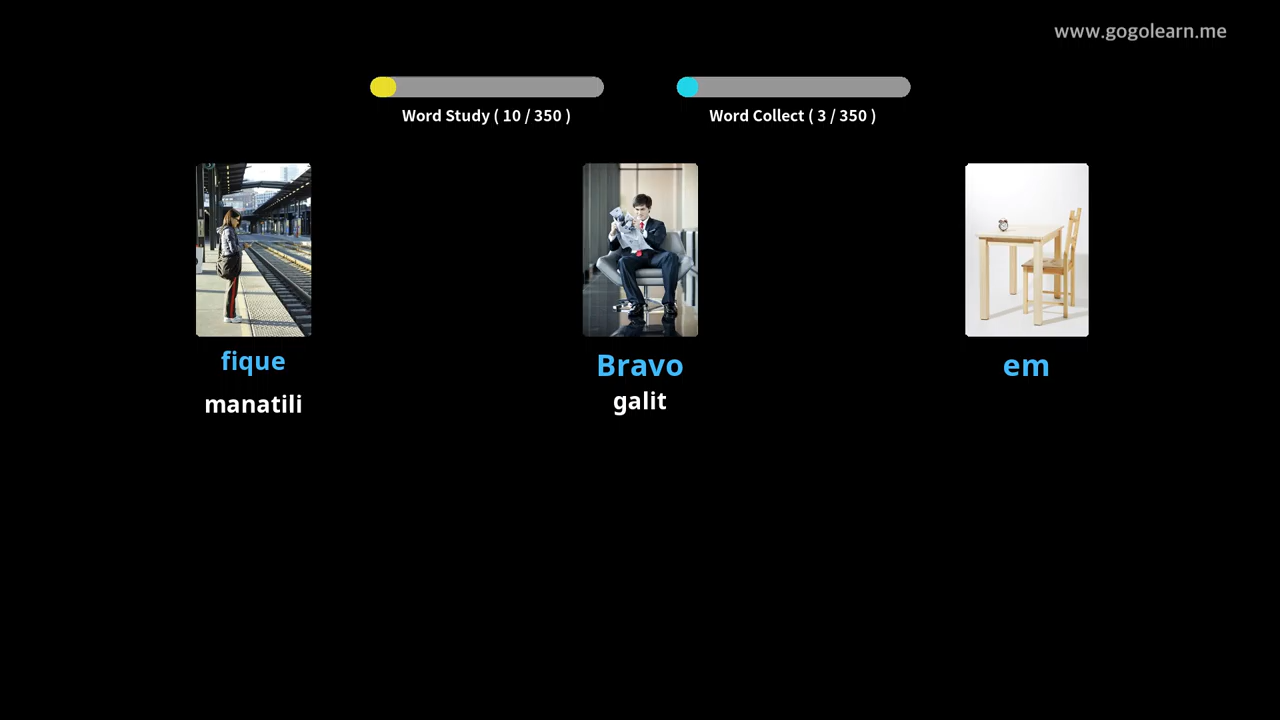 www.gogolearn.me
Word Study ( 10 / 350 )
Word Collect ( 3 / 350 )
fique
manatili
Bravo
galit
em